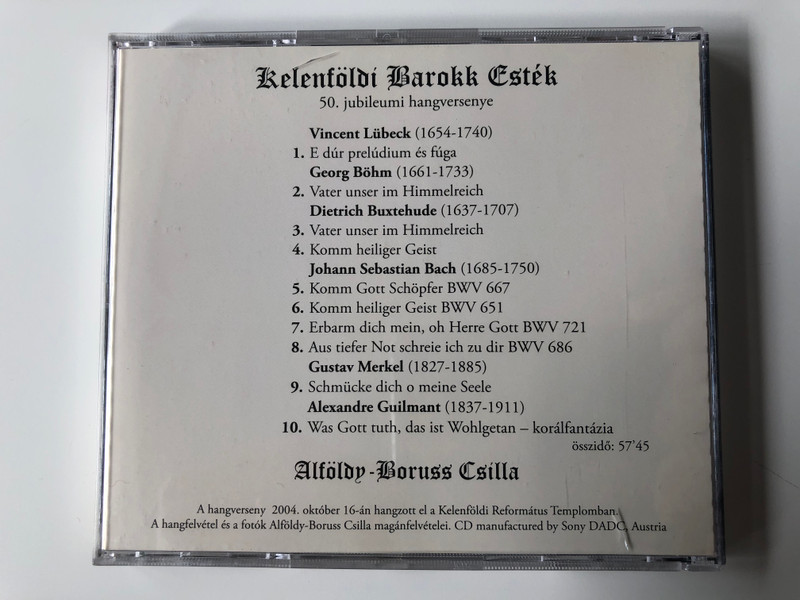 Kelenföldi Barokk Esték
50. jubileumi hangversenye
Vincent Lübeck (1654-1740)
1. E dúr prelúdium és fúga
Georg Böhm (1661-1733)
2. Vater unser im Himmelreich
Dietrich Buxtehude (1637-1707)
3. Vater unser im Himmelreich
4. Komm heiliger Geist
Johann Sebastian Bach (1685-1750)
5. Komm Gott Schöpfer BWV 667
6. Komm heiliger Geist BWV 651
7. Erbarm dich mein, oh Herre Gott BWV 721
8. Aus tiefer Not schreie ich zu dir BWV 686
Gustav Merkel (1827-1885)
9. Schmücke dich o meine Seele
Alexandre Guilmant (1837-1911)
10. Was Gott tuth, das ist Wohlgetan – korálfantázia
összidő: 57'45
Alföldy-Boruss Csilla
A hangverseny 2004. október 16-án hangzott el a Kelenföldi Református Templomban.
A hangfelvétel és a fotók Alföldy-Boruss Csilla magánfelvételei. CD manufactured by Sony DADC, Austria